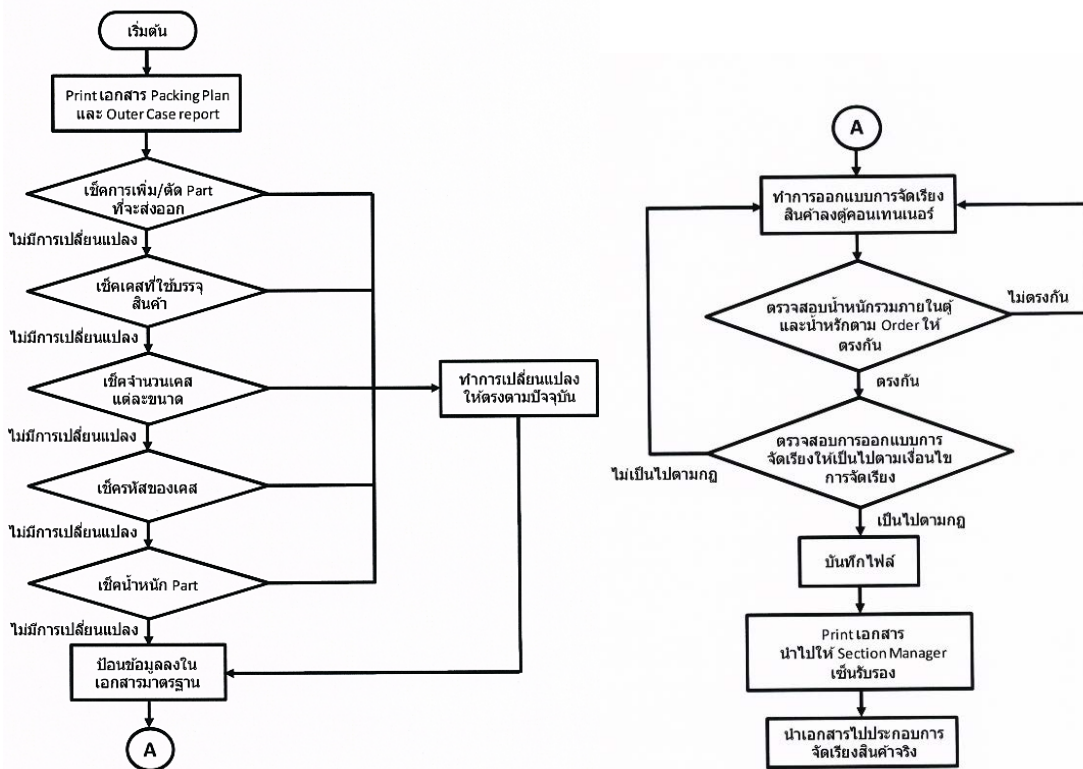 เริ่มต้น
Print เอกสาร Packing Plan
และ Outer Case report
เช็คการเพิ่ม/ตัด Part
ที่จะส่งออก
ไม่มีการเปลี่ยนแปลง
เช็คเคสที่ใช้บรรจุ
สินค้า
ไม่มีการเปลี่ยนแปลง
เช็คจำนวนเคส
แต่ละขนาด
ทำการเปลี่ยนแปลง
ให้ตรงตามปัจจุบัน
ไม่มีการเปลี่ยนแปลง
เช็ครหัสของเคส
ไม่มีการเปลี่ยนแปลง
เช็คน้ำหนัก Part
ไม่มีการเปลี่ยนแปลง
ป้อนข้อมูลลงใน
เอกสารมาตรฐาน
A
A
ทำการออกแบบการจัดเรียง
สินค้าลงตู้คอนเทนเนอร์
ตรวจสอบน้ำหนักรวมภายในตู้
และน้ำหรักตาม Order ให้
ตรงกัน
ไม่ตรงกัน
ตรงกัน
ตรวจสอบการออกแบบการ
จัดเรียงให้เป็นไปตามเงื่อนไข
การจัดเรียง
ไม่เป็นไปตามกฎ
เป็นไปตามกฎ
บันทึกไฟล์
Print เอกสาร
นำไปให้ Section Manager
เซ็นรับรอง
นำเอกสารไปประกอบการ
จัดเรียงสินค้าจริง